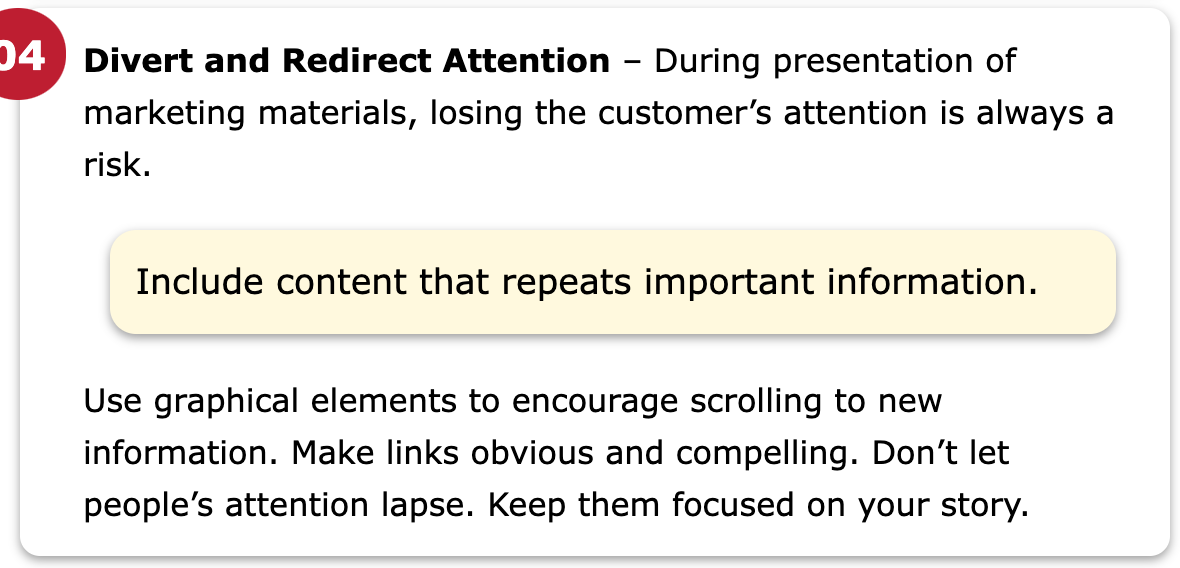 04
Divert and Redirect Attention – During presentation of
marketing materials, losing the customer’s attention is always a
risk.
Include content that repeats important information.
Use graphical elements to encourage scrolling to new
information. Make links obvious and compelling. Don’t let
people’s attention lapse. Keep them focused on your story.